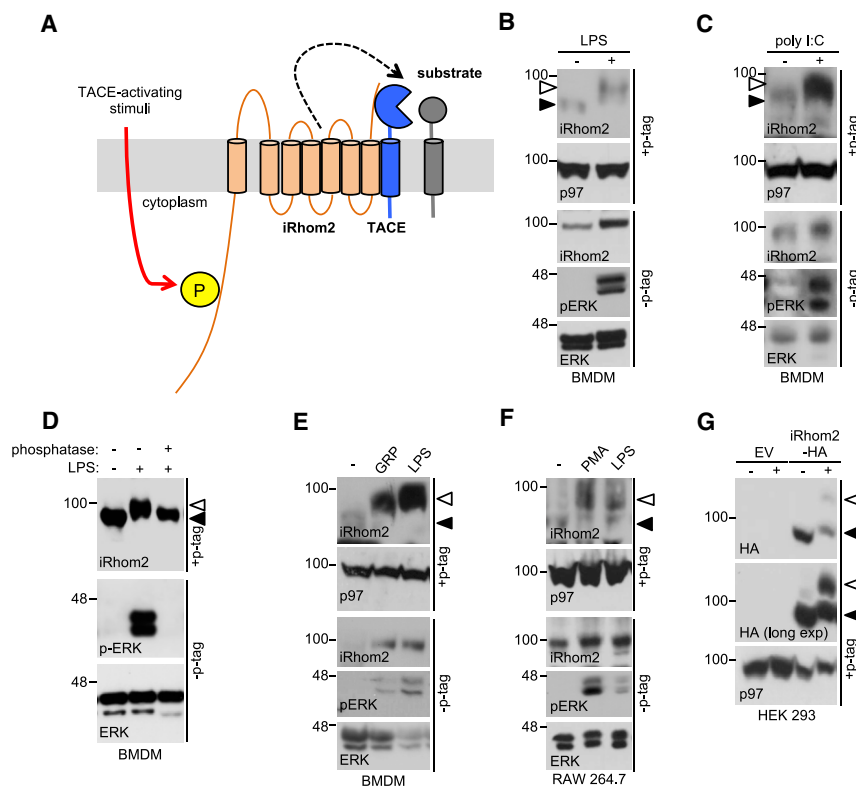 A
TACE-activating
stimuli
cytoplasm
P
iRhom2
TACE
substrate
B
LPS
- +
100
iRhom2
100
p97
+p-tag
100
iRhom2
48
pERK
48
ERK
-p-tag
BMDM
C
poly I:C
- +
100
iRhom2
100
p97
+p-tag
100
iRhom2
48
pERK
48
ERK
-p-tag
BMDM
D
phosphatase: - - +
LPS: - + +
100
iRhom2
+p-tag
48
p-ERK
48
ERK
-p-tag
BMDM
E
- GRP LPS
100
iRhom2
100
p97
+p-tag
100
iRhom2
48
pERK
48
ERK
-p-tag
BMDM
F
- PMA LPS
100
iRhom2
100
p97
+p-tag
100
iRhom2
48
pERK
48
ERK
-p-tag
RAW 264.7
G
iRhom2
EV -HA
- + - +
100
HA
100
HA (long exp)
100
p97
+p-tag
HEK 293